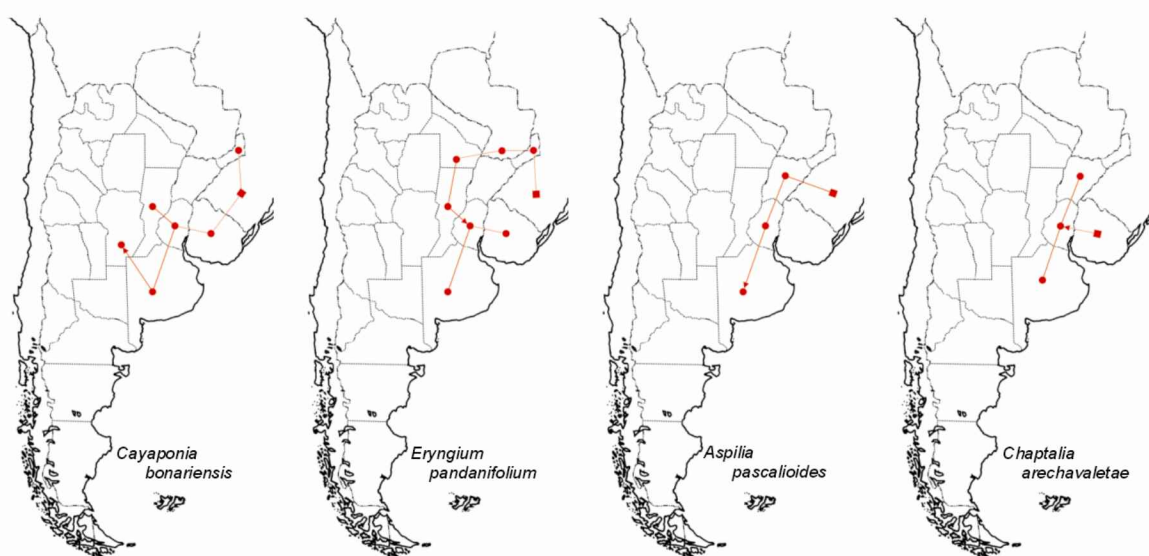 Cayaponia
bonariensis
Eryngium
pandanifolium
Aspilia
pascalioides
Chaptalia
arechavaletae